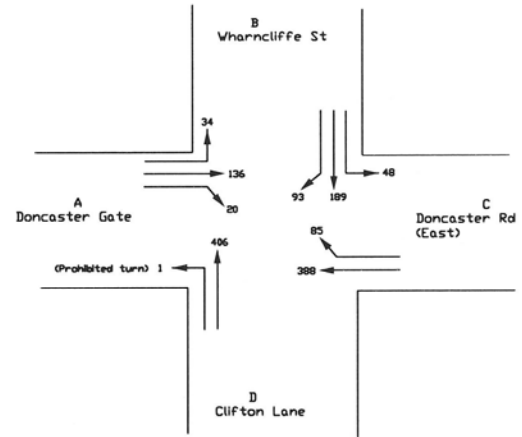 B
Wharncliffe St
34
136
20
93
189
48
A
Doncaster Gate
C
Doncaster Rd
(East)
85
388
406
(Prohibited turn) 1
D
Clifton Lane